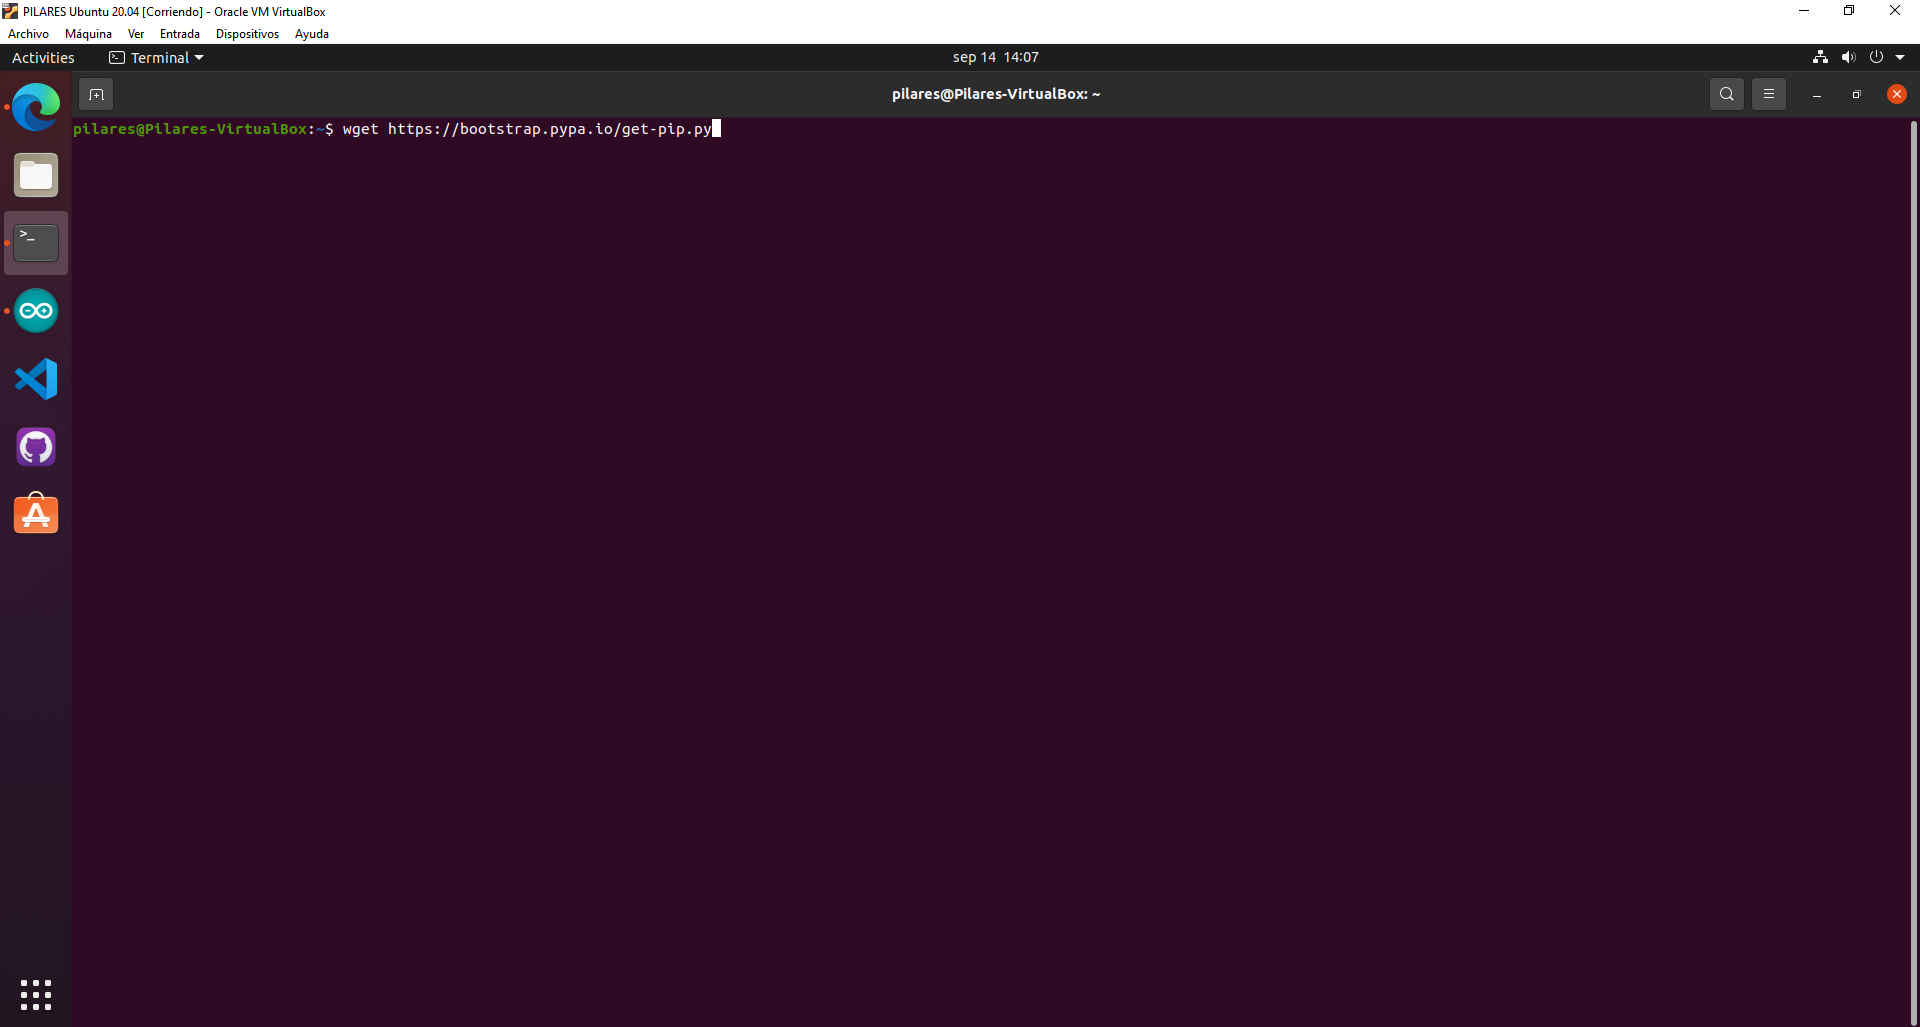 PILARES Ubuntu 20.04 [Corriendo] - Oracle VM VirtualBox
Archivo Máquina Ver Entrada Dispositivos Ayuda
Activities Terminal sep 14 14:07
pilares@Pilares-VirtualBox: ~
pilares@Pilares-VirtualBox:~$ wget https://bootstrap.pypa.io/get-pip.py